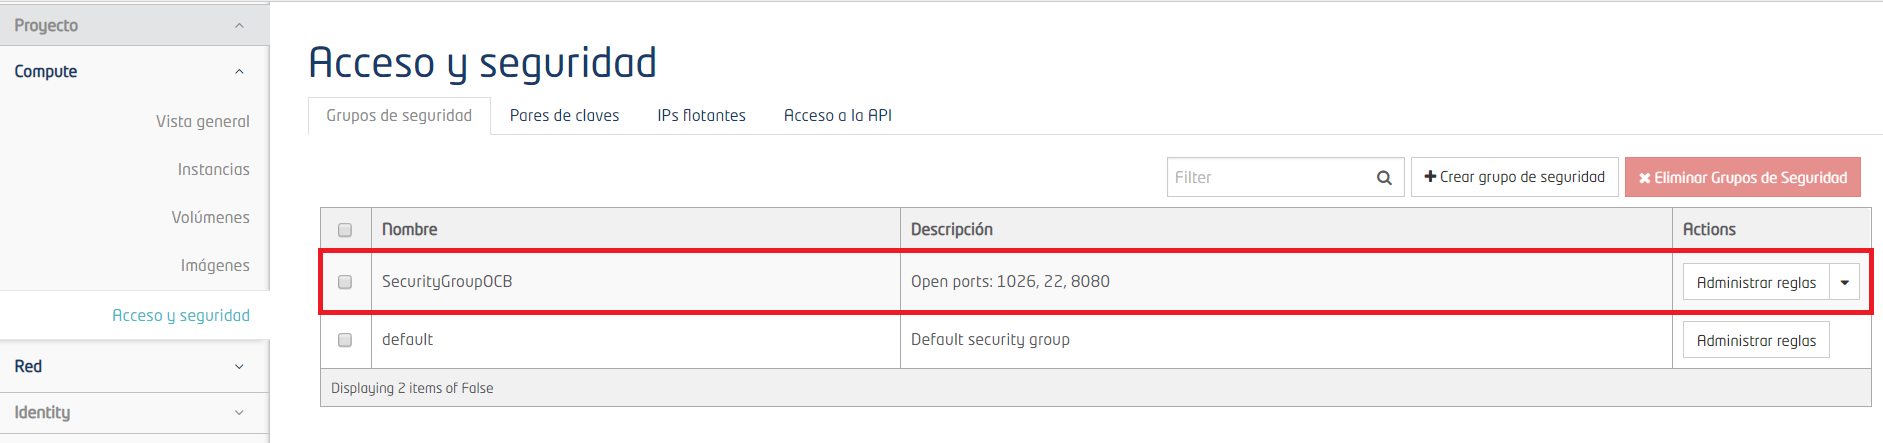 Proyecto
Compute
Vista general
Instancias
Volúmenes
Imágenes
Acceso y seguridad
Red
Identity
Acceso y seguridad
Grupos de seguridad Pares de claves IPs flotantes Acceso a la API
Filter Crear grupo de seguridad Eliminar Grupos de Seguridad
Nombre Descripción Actions
SecurityGroupOCB Open ports: 1026, 22, 8080 Administrar reglas
default Default security group Administrar reglas
Displaying 2 items of False